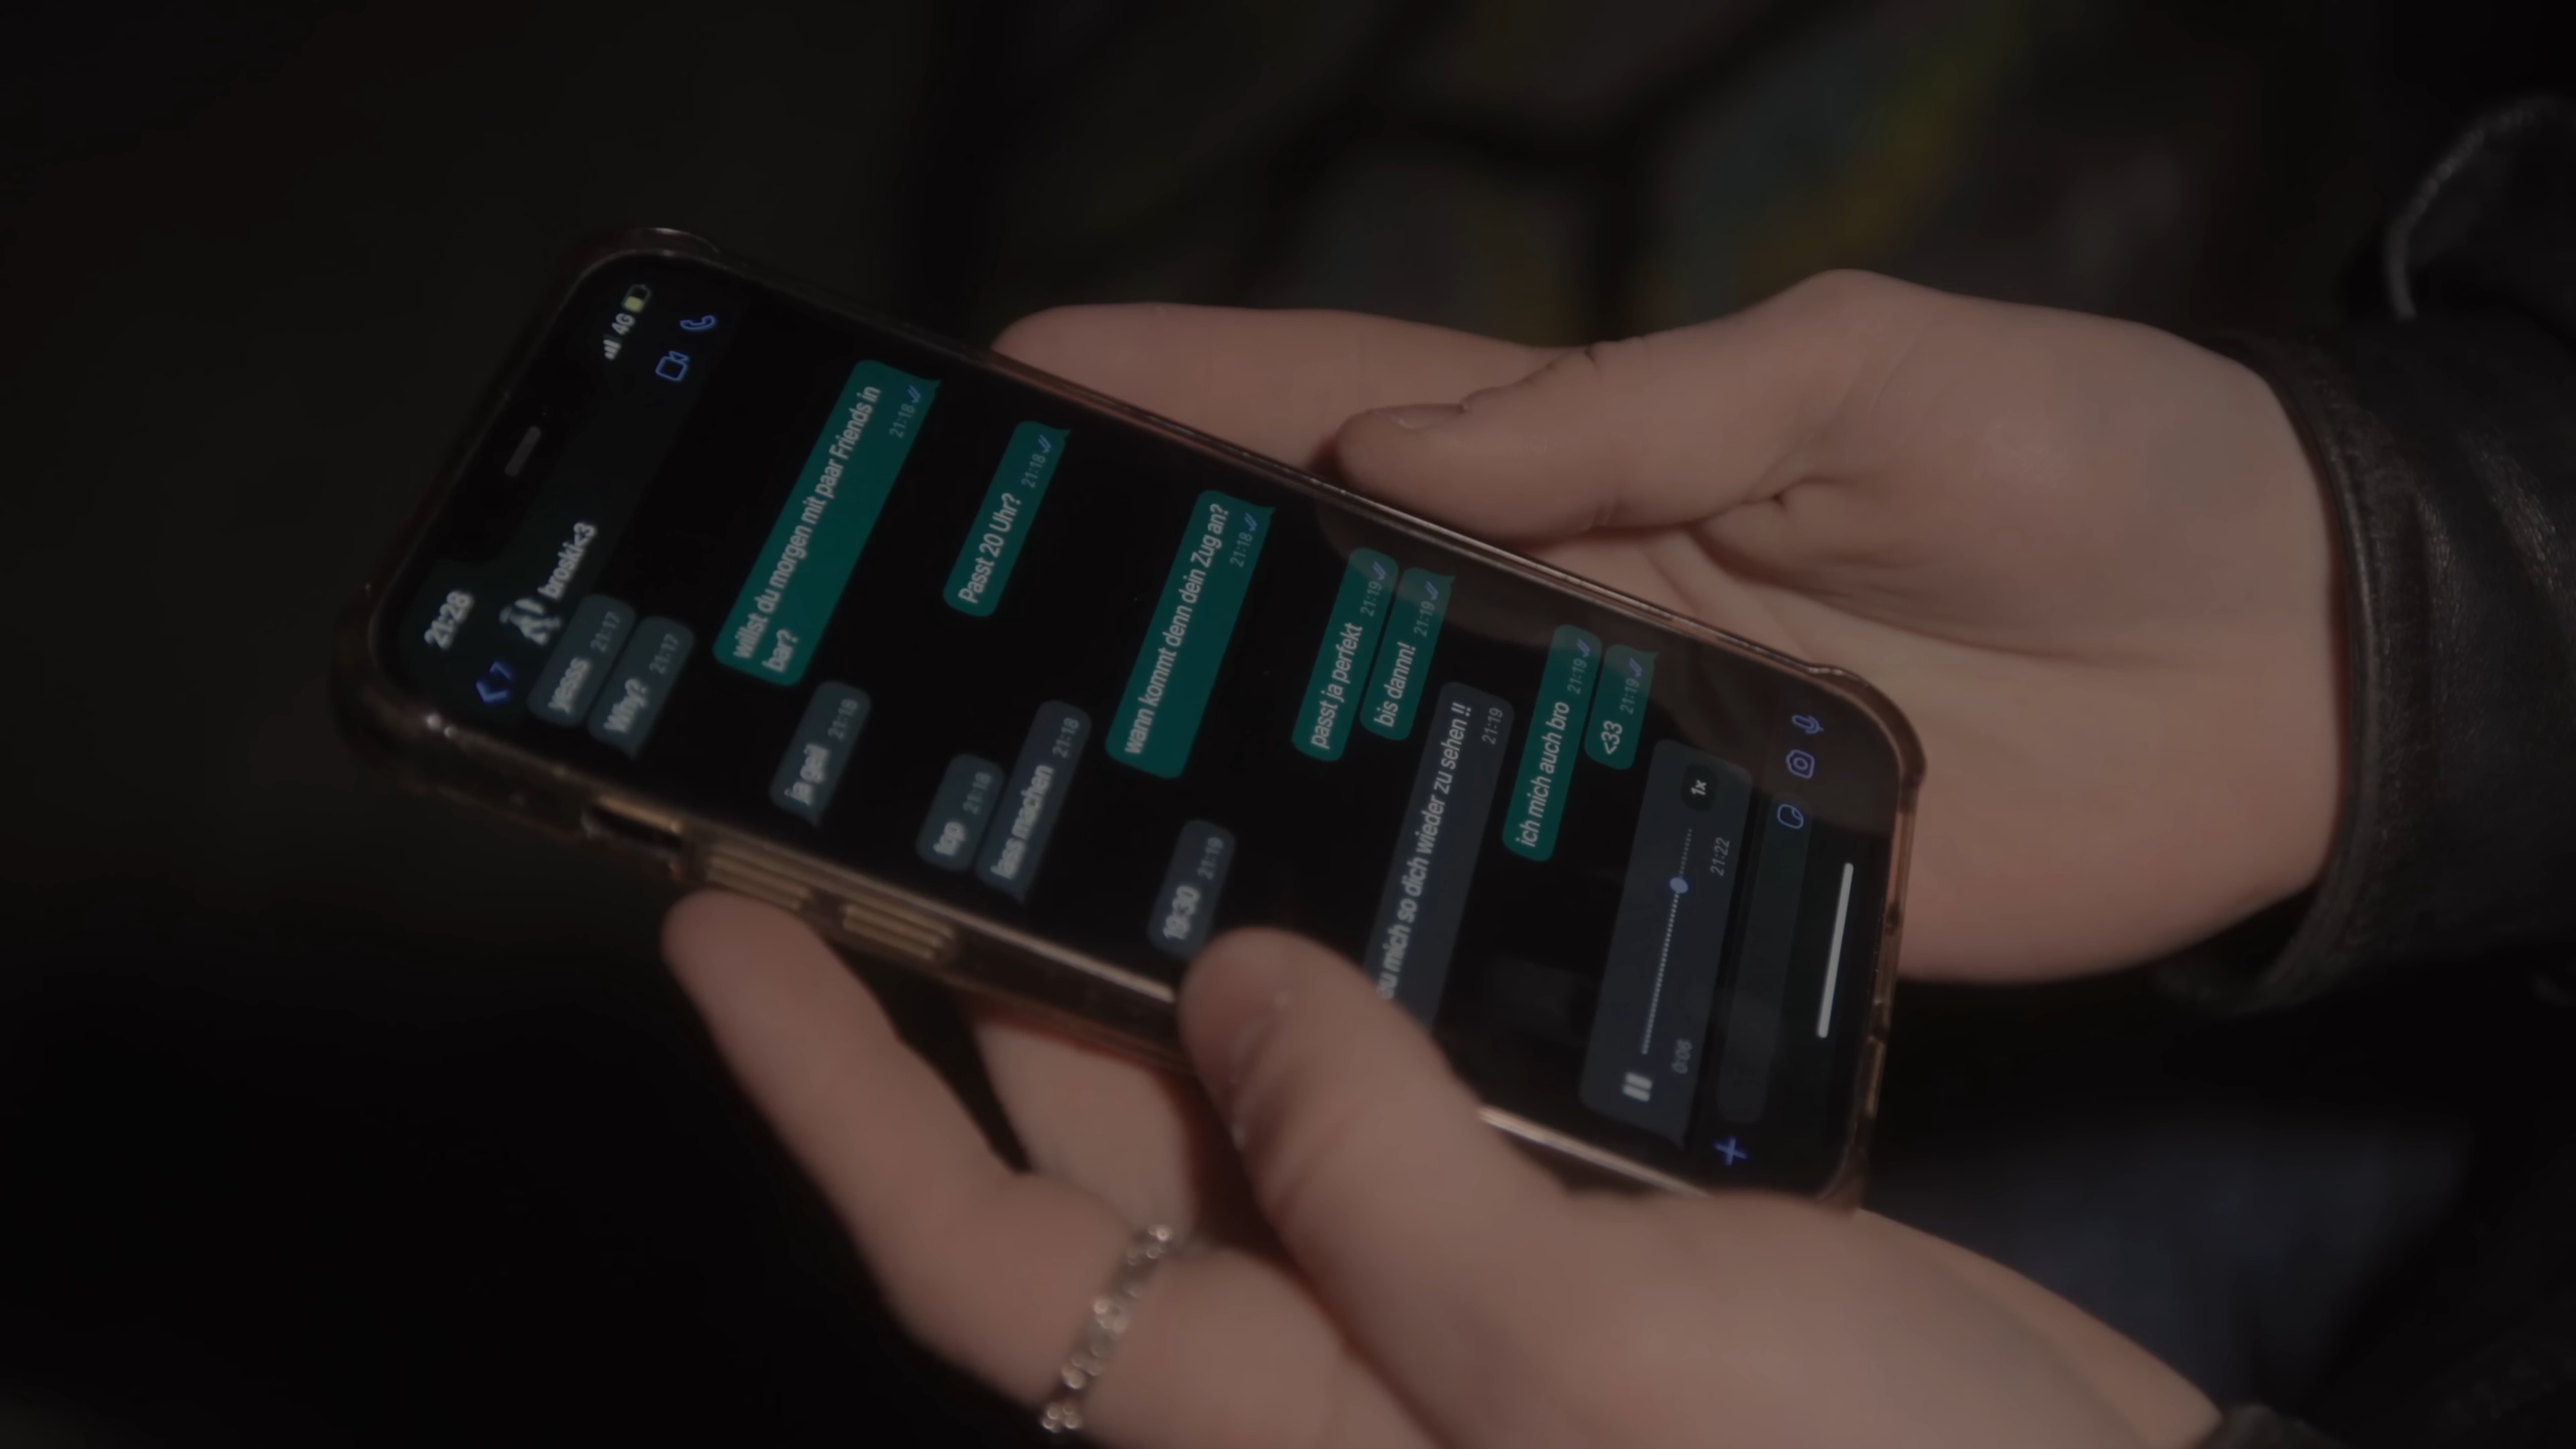 21:28
4G
7
broski<3
yesss 21:17
Why? 21:17
willst du morgen mit paar Friends in
bar? 21:18
ja geil 21:18
Passt 20 Uhr? 21:18
top 21:18
lass machen 21:18
wann kommt denn dein Zug an?
21:18
19:30 21:19
passt ja perfekt 21:19
bis dann! 21:19
mich so dich wieder zu sehen !!
21:19
ich mich auch bro 21:19
<33 21:19
1x
0:06 21:22